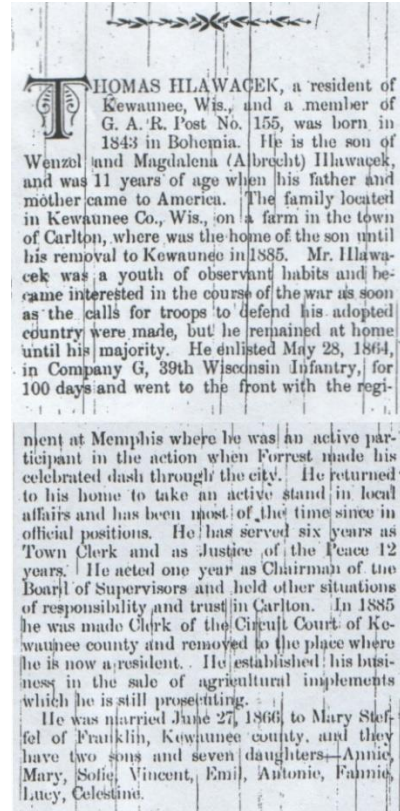 THOMAS HLAWACEK, a resident of
Kewaunee, Wis., and a member of
G. A. R. Post No. 155, was born in
1843 in Bohemia. He is the son of
Wenzel and Magdalena (Albrecht) Hlawacek,
and was 11 years of age when his father and
mother came to America. The family located
in Kewaunee Co., Wis., on a farm in the town
of Carlton, where was the home of the son until
his removal to Kewaunee in 1885. Mr. Hlawa-
cek was a youth of observant habits and be-
came interested in the course of the war as soon
as the calls for troops to defend his adopted
country were made, but he remained at home
until his majority. He enlisted May 28, 1864,
in Company G, 39th Wisconsin Infantry, for
100 days and went to the front with the regi-
ment at Memphis where he was an active par-
ticipant in the action when Forrest made his
celebrated dash through the city. He returned
to his home to take an active stand in local
affairs and has been most of the time since in
official positions. He has served six years as
Town Clerk and as Justice of the Peace 12
years. He acted one year as Chairman of the
Board of Supervisors and held other situations
of responsibility and trust in Carlton. In 1885
he was made Clerk of the Circuit Court of Ke-
waunee county and removed to the place where
he is now a resident. He established his busi-
ness in the sale of agricultural implements
which he is still prosecuting.
He was married June 27, 1866, to Mary Stef-
fel of Franklin, Kewaunee county, and they
have two sons and seven daughters—Annie,
Mary, Sofie, Vincent, Emil, Antonie, Fannie,
Lucy, Celestine.